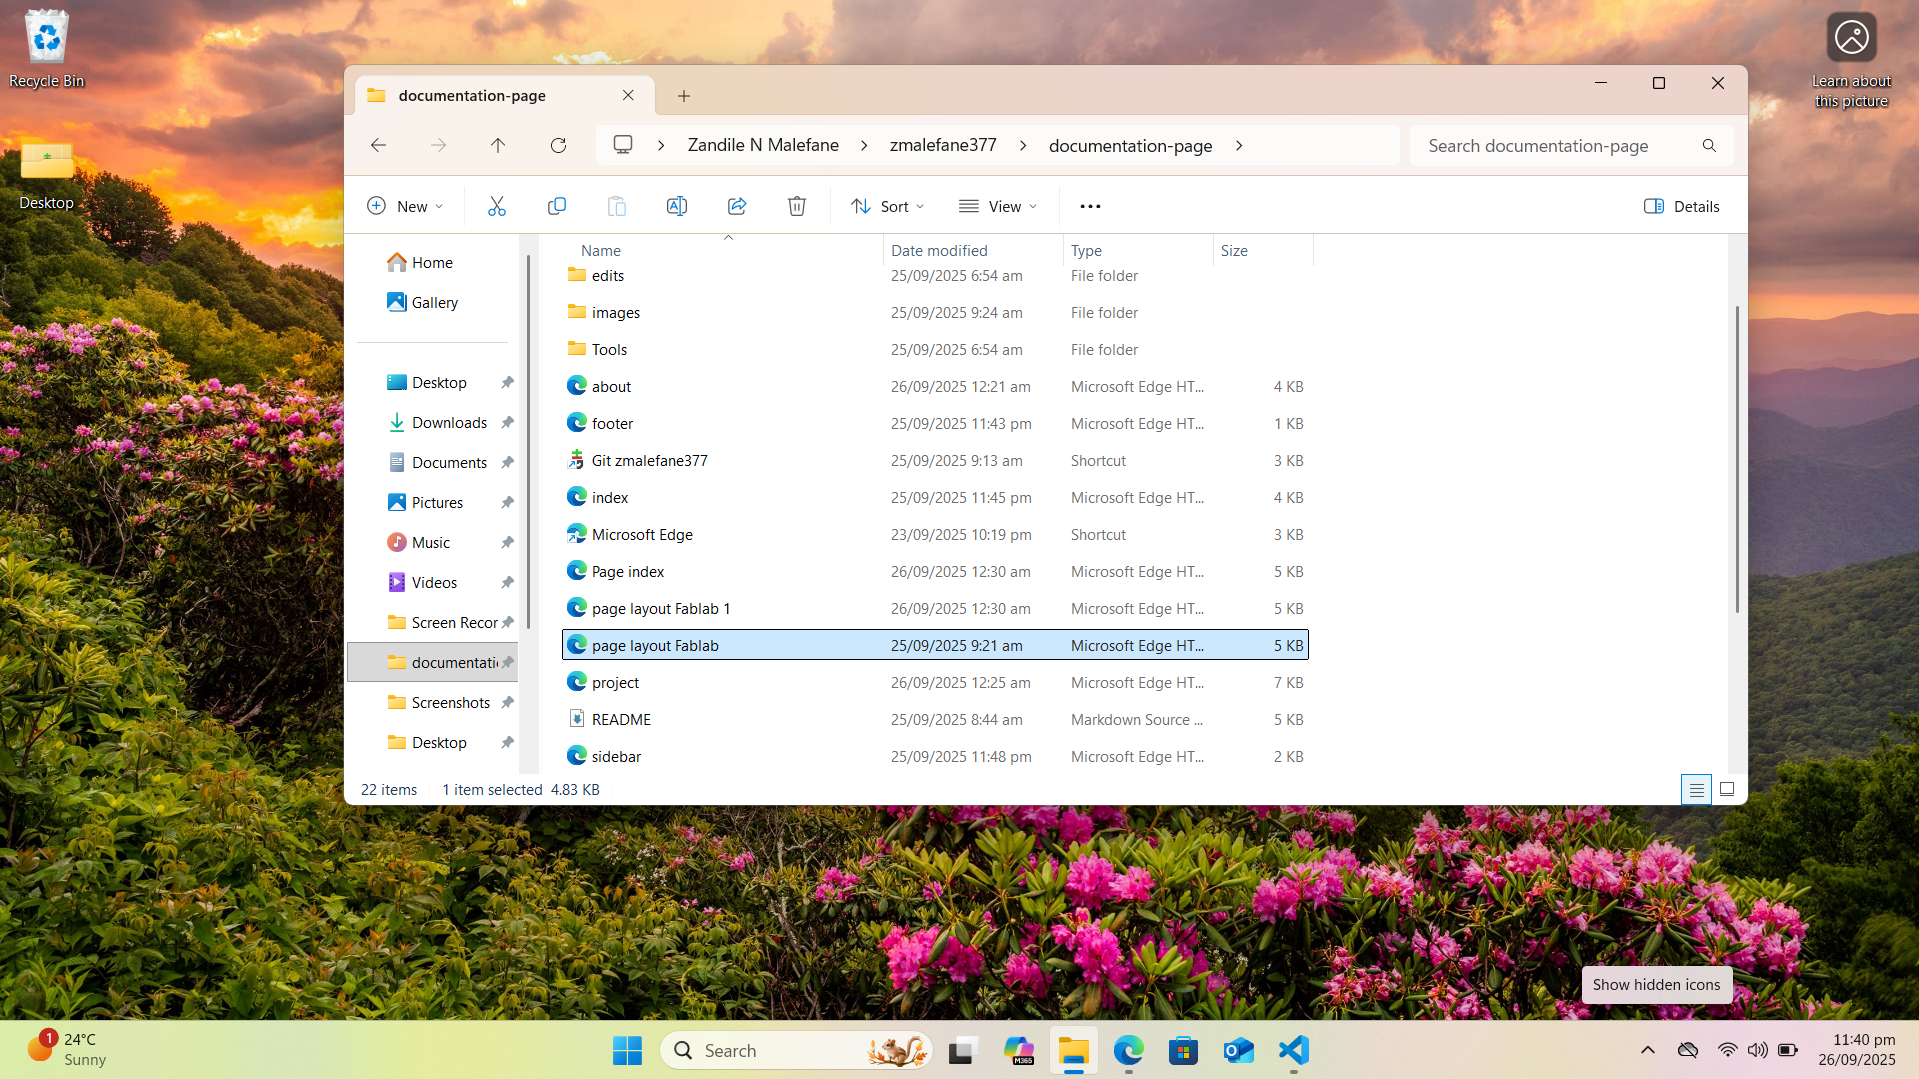 Recycle Bin
Desktop
Learn about
this picture
documentation-page
Zandile N Malefane
zmalefane377
documentation-page
Search documentation-page
New
Sort
View
Details
Home
Gallery
Desktop
Downloads
Documents
Pictures
Music
Videos
Screen Recor
documentatic
Screenshots
Desktop
Name Date modified Type Size
edits 25/09/2025 6:54 am File folder
images 25/09/2025 9:24 am File folder
Tools 25/09/2025 6:54 am File folder
about 26/09/2025 12:21 am Microsoft Edge HT... 4 KB
footer 25/09/2025 11:43 pm Microsoft Edge HT... 1 KB
Git zmalefane377 25/09/2025 9:13 am Shortcut 3 KB
index 25/09/2025 11:45 pm Microsoft Edge HT... 4 KB
Microsoft Edge 23/09/2025 10:19 pm Shortcut 3 KB
Page index 26/09/2025 12:30 am Microsoft Edge HT... 5 KB
page layout Fablab 1 26/09/2025 12:30 am Microsoft Edge HT... 5 KB
page layout Fablab 25/09/2025 9:21 am Microsoft Edge HT... 5 KB
project 26/09/2025 12:25 am Microsoft Edge HT... 7 KB
README 25/09/2025 8:44 am Markdown Source ... 5 KB
sidebar 25/09/2025 11:48 pm Microsoft Edge HT... 2 KB
22 items 1 item selected 4.83 KB
Show hidden icons
1
24°C
Sunny
Search
M365
11:40 pm
26/09/2025